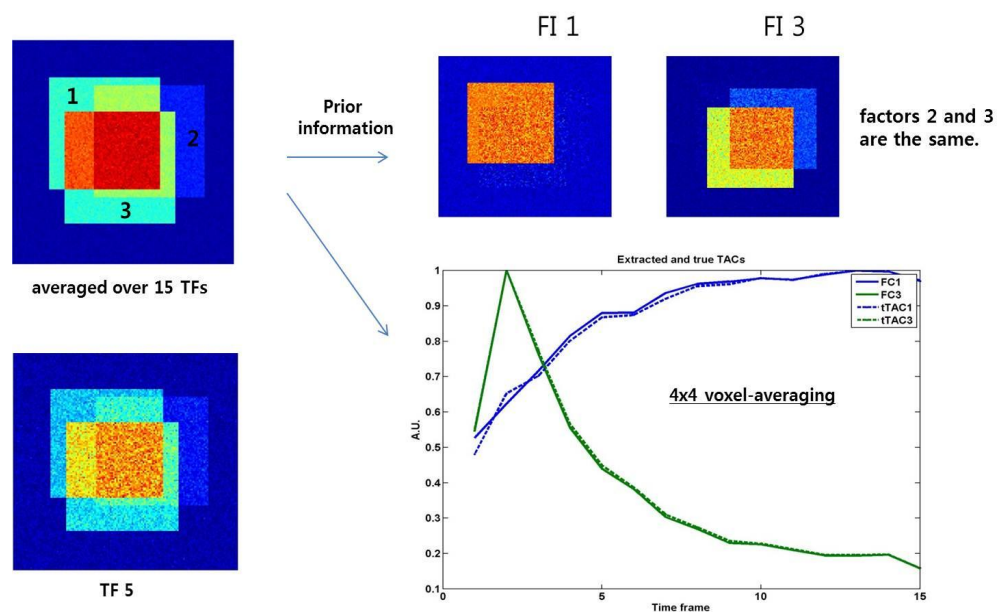 FI 1
FI 3
1
2
3
Prior
information
factors 2 and 3
are the same.
averaged over 15 TFs
TF 5
Extracted and true TACs
FC1
FC3
tTAC1
tTAC3
4x4 voxel-averaging
A.U.
1
0.9
0.8
0.7
0.6
0.5
0.4
0.3
0.2
0.1
0
5
10
15
Time frame